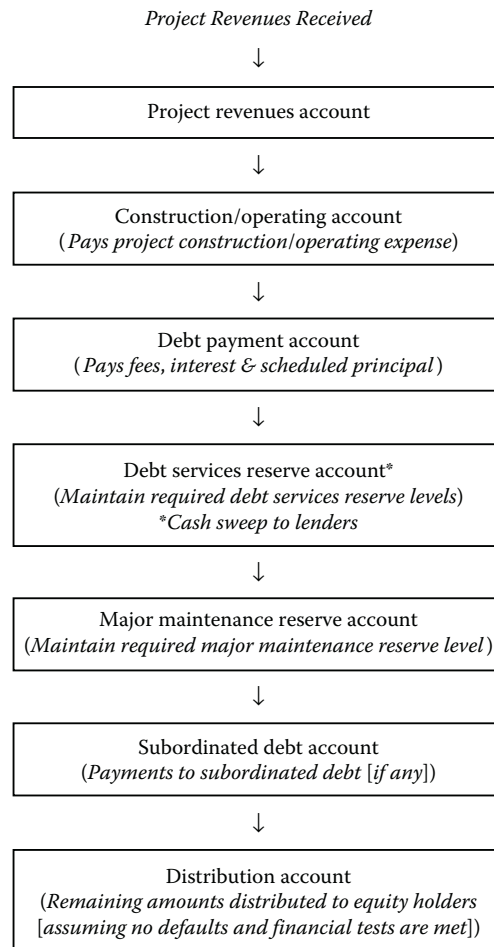 Project Revenues Received
↓
Project revenues account
↓
Construction/operating account
(Pays project construction/operating expense)
↓
Debt payment account
(Pays fees, interest & scheduled principal)
↓
Debt services reserve account*
(Maintain required debt services reserve levels)
*Cash sweep to lenders
↓
Major maintenance reserve account
(Maintain required major maintenance reserve level)
↓
Subordinated debt account
(Payments to subordinated debt [if any])
↓
Distribution account
(Remaining amounts distributed to equity holders
[assuming no defaults and financial tests are met])